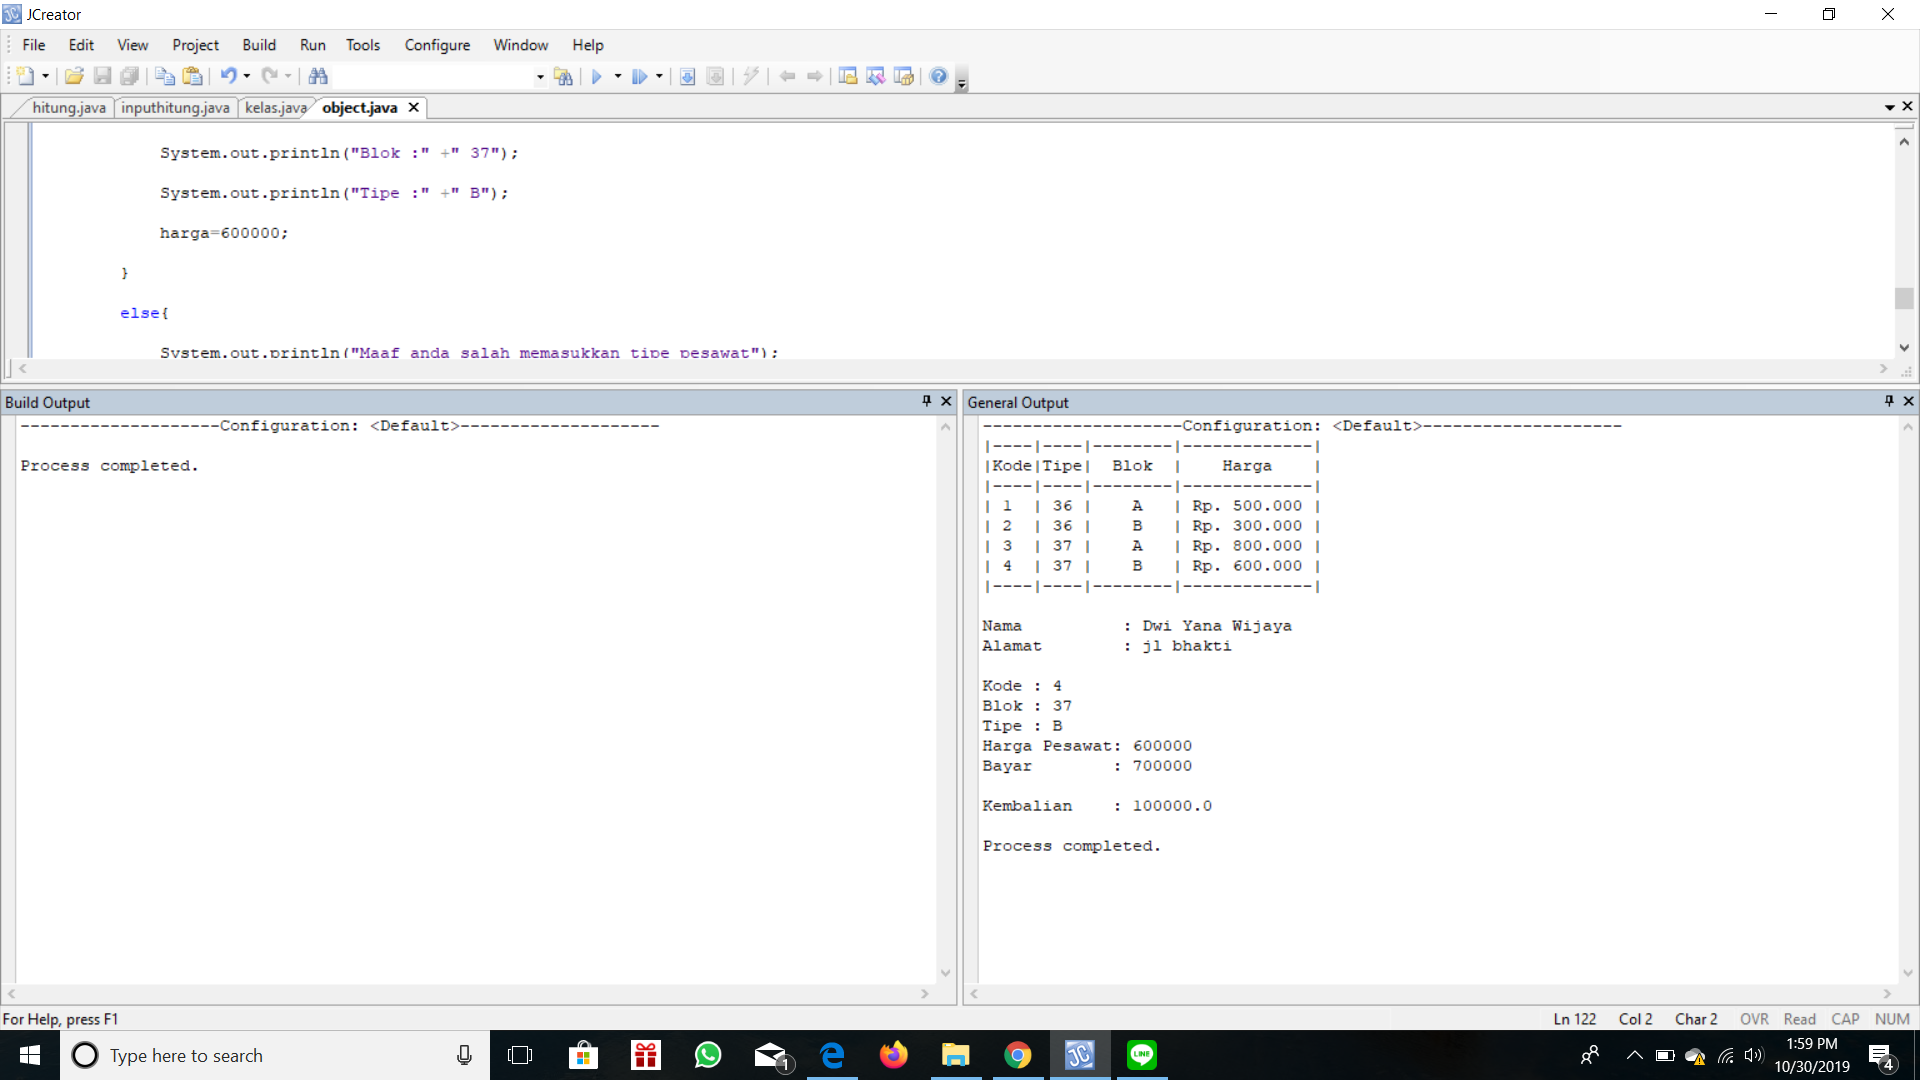 JCreator
File Edit View Project Build Run Tools Configure Window Help
hitung.java inputhitung.java kelas.java object.java
System.out.println("Blok :" +" 37");
System.out.println("Tipe :" +" B");
harga=600000;
}
else{
System.out.println("Maaf anda salah memasukkan tipe pesawat");
Build Output
--------------------Configuration: <Default>--------------------
Process completed.
General Output
--------------------Configuration: <Default>--------------------
|----|----|--------|-------------|
|Kode|Tipe|  Blok  |    Harga    |
|----|----|--------|-------------|
| 1  | 36 |    A   | Rp. 500.000 |
| 2  | 36 |    B   | Rp. 300.000 |
| 3  | 37 |    A   | Rp. 800.000 |
| 4  | 37 |    B   | Rp. 600.000 |
|----|----|--------|-------------|
Nama          : Dwi Yana Wijaya
Alamat        : jl bhakti
Kode : 4
Blok : 37
Tipe : B
Harga Pesawat: 600000
Bayar        : 700000
Kembalian    : 100000.0
Process completed.
For Help, press F1
Ln 122 Col 2 Char 2 OVR Read CAP NUM
Type here to search
1
LINE
JC
1:59 PM
10/30/2019
4